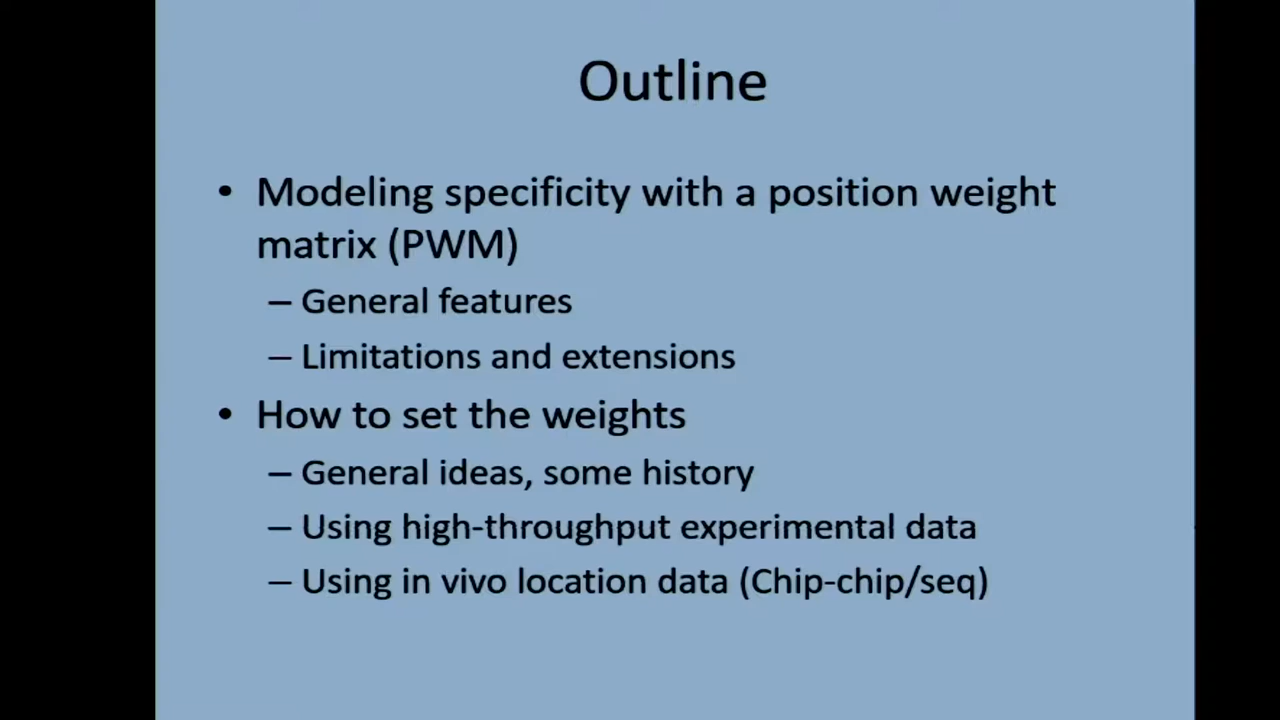 Outline
• Modeling specificity with a position weight
matrix (PWM)
– General features
– Limitations and extensions
• How to set the weights
– General ideas, some history
– Using high-throughput experimental data
– Using in vivo location data (Chip-chip/seq)